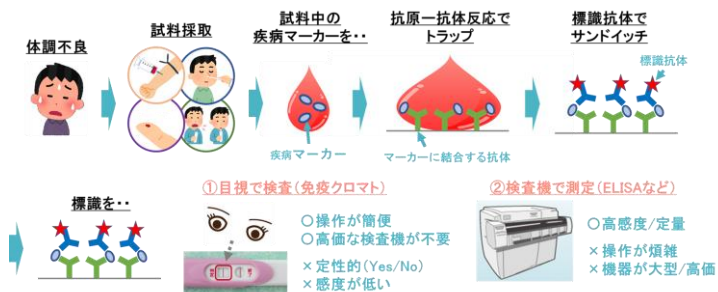 体調不良
試料採取
試料中の
疾病マーカーを‥
疾病マーカー
抗原ー抗体反応で
トラップ
マーカーに結合する抗体
標識抗体で
サンドイッチ
標識抗体
標識を‥
①目視で検査(免疫クロマト)
○操作が簡便
○高価な検査機が不要
×定性的(Yes/No)
×感度が低い
②検査機で測定(ELISAなど)
○高感度/定量
×操作が煩雑
×機器が大型/高価